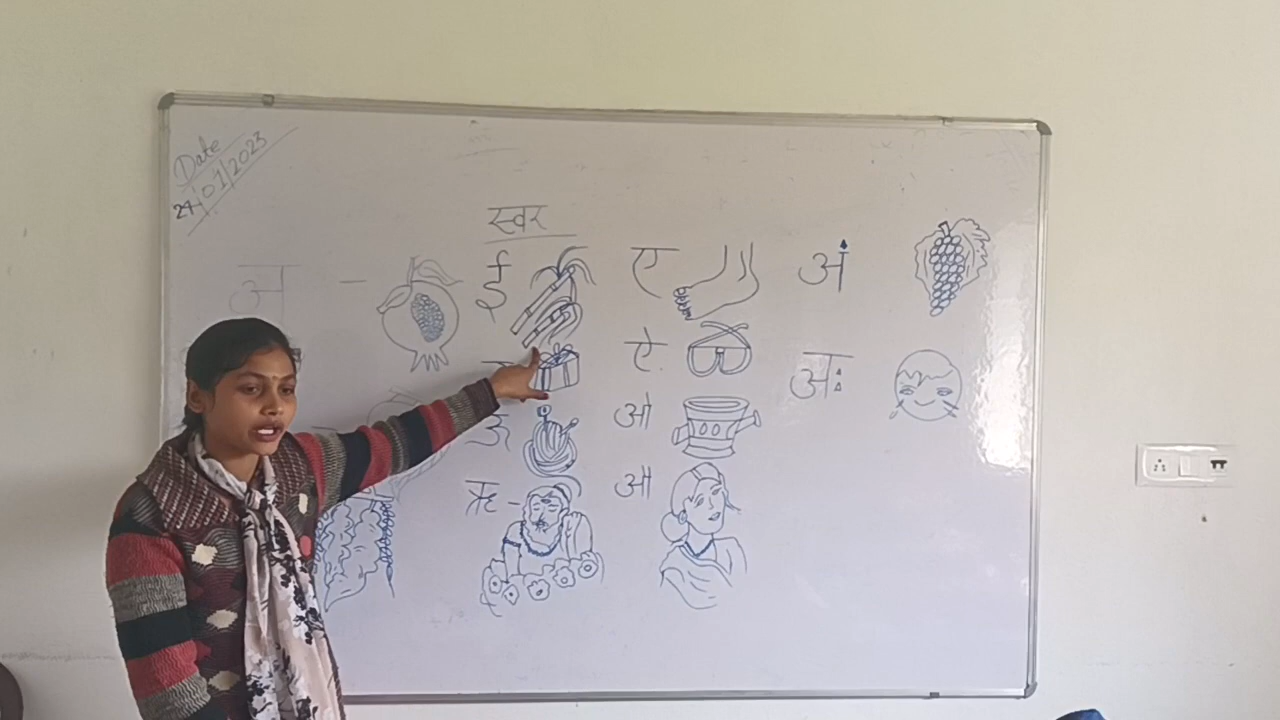 Date
24/01/2023
स्वर
अ -
ई
ऊ
ऋ -
ए
ऐ
ओ
औ
अं
अः